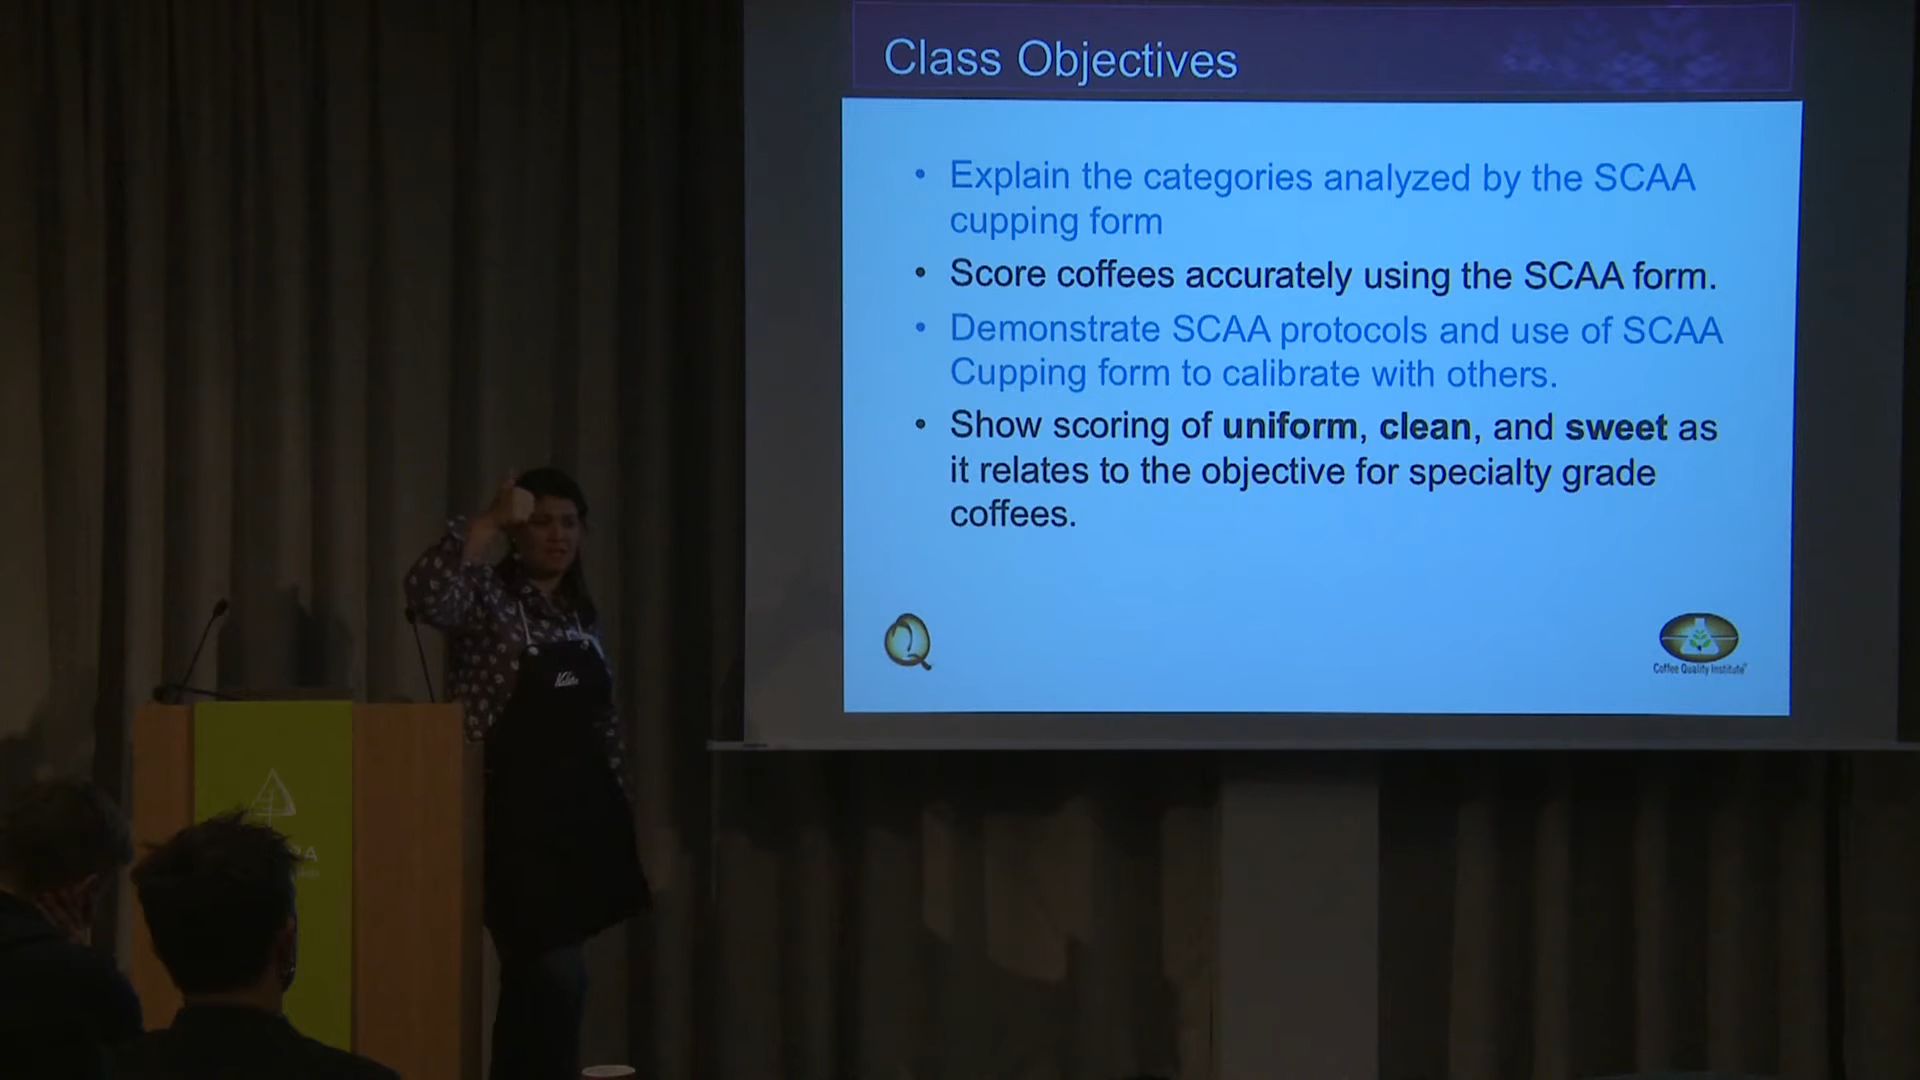 Class Objectives
• Explain the categories analyzed by the SCAA
cupping form
• Score coffees accurately using the SCAA form.
• Demonstrate SCAA protocols and use of SCAA
Cupping form to calibrate with others.
• Show scoring of uniform, clean, and sweet as
it relates to the objective for specialty grade
coffees.
Coffee Quality Institute